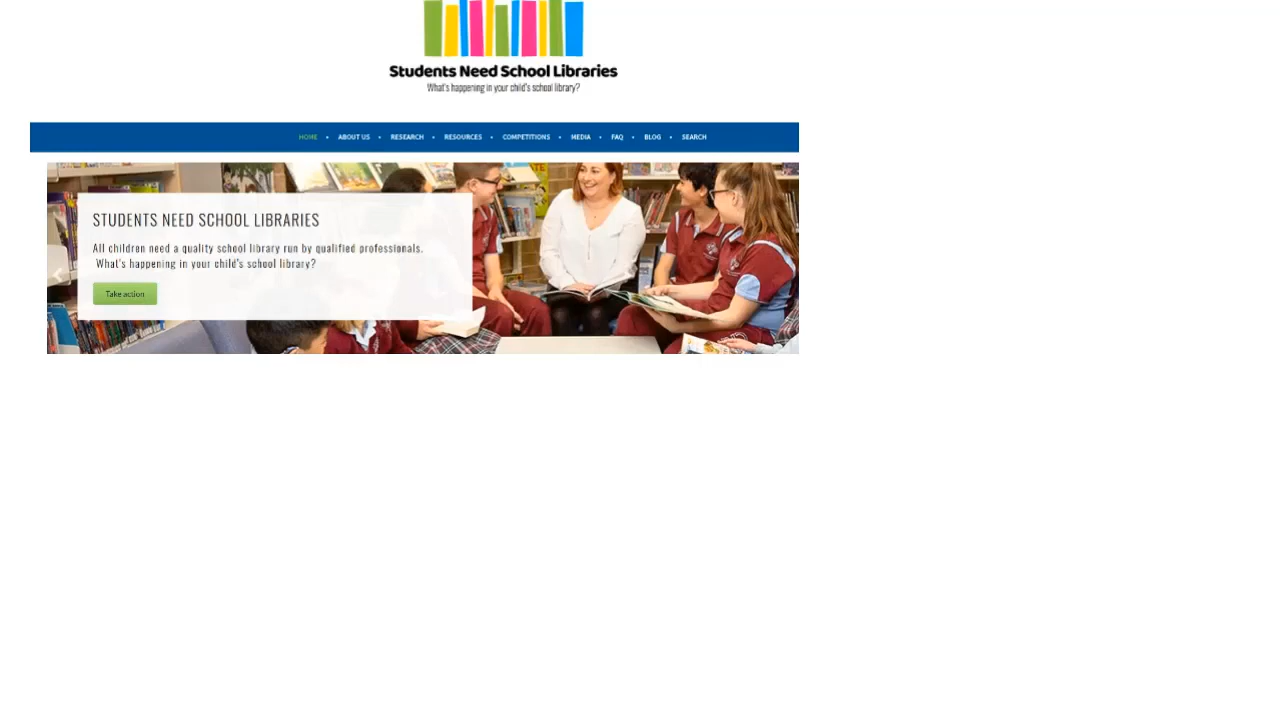 Students Need School Libraries
What's happening in your child's school library?
HOME • ABOUT US • RESEARCH • RESOURCES • COMPETITIONS • MEDIA • FAQ • BLOG • SEARCH
STUDENTS NEED SCHOOL LIBRARIES
All children need a quality school library run by qualified professionals.
What's happening in your child's school library?
Take action